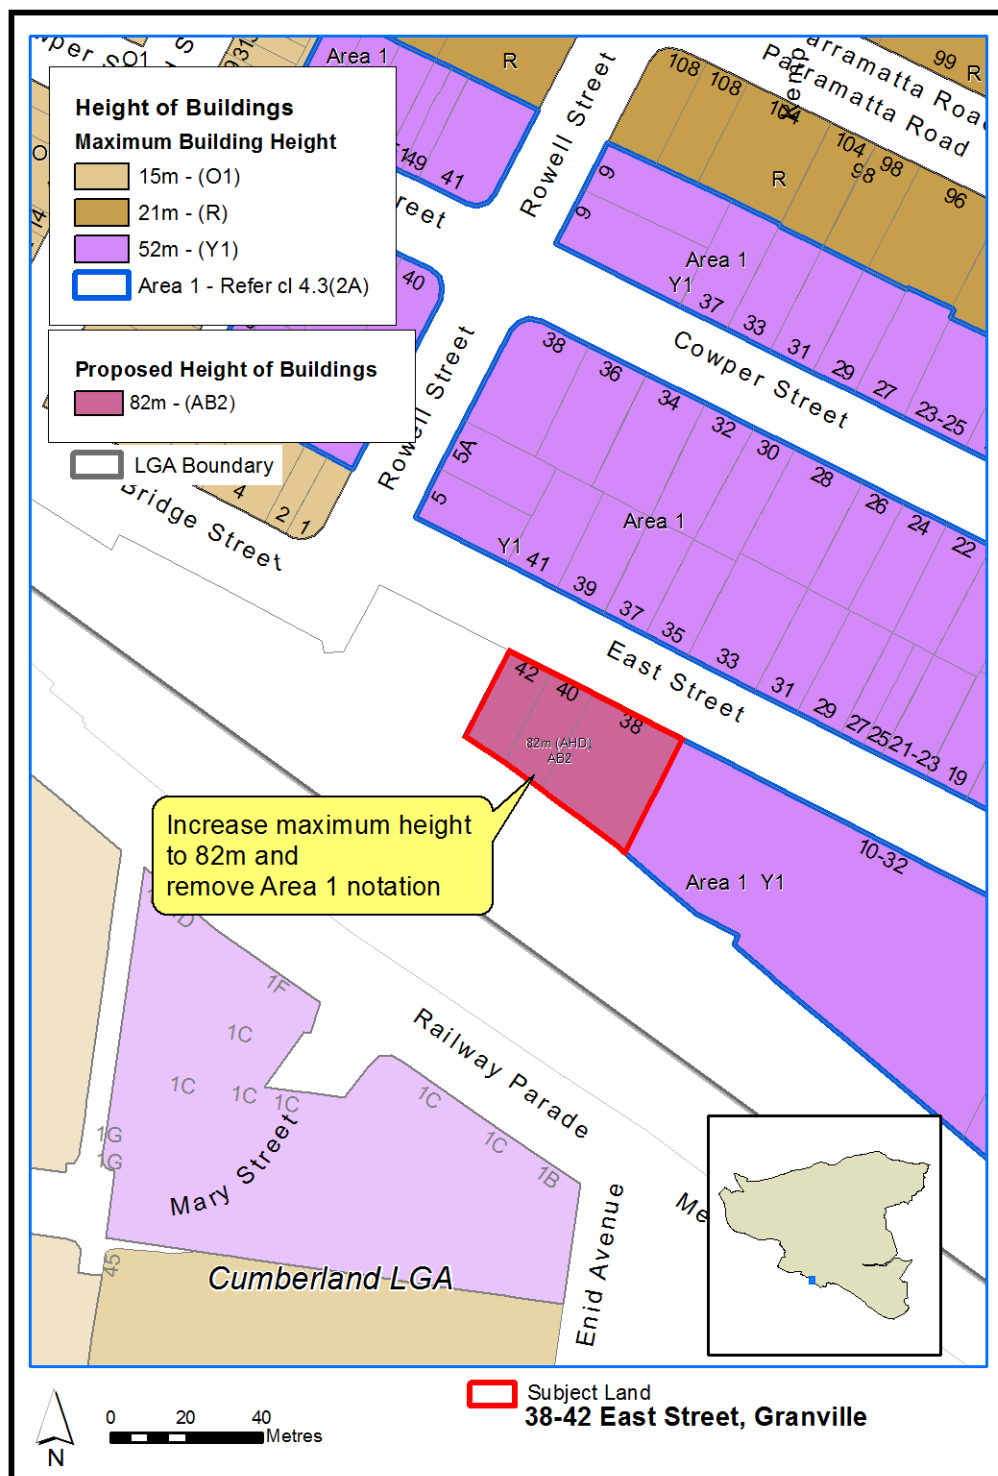 Height of Buildings
Maximum Building Height
15m - (O1)
21m - (R)
52m - (Y1)
Area 1 - Refer cl 4.3(2A)
Proposed Height of Buildings
82m - (AB2)
LGA Boundary
O1
Area 1
R
49
41
14
40
4
2
1
Bridge Street
Rowell Street
Rowell Street
108
108
104
104
98
98
96
99
R
R
Parramatta Road
9
9
Area 1
Y1
37
33
31
29
27
23-25
Cowper Street
38
36
34
32
30
28
26
24
22
5A
5
Area 1
Y1
41
39
37
35
33
31
29
27
25
21-23
19
East Street
42
40
38
82m (AHD)
AB2
10-32
Area 1 Y1
Increase maximum height
to 82m and
remove Area 1 notation
1F
1C
1C
1C
1C
1C
1C
1B
1G
1G
45
Railway Parade
Mary Street
Enid Avenue
Cumberland LGA
Subject Land
38-42 East Street, Granville
0 20 40
Metres
N